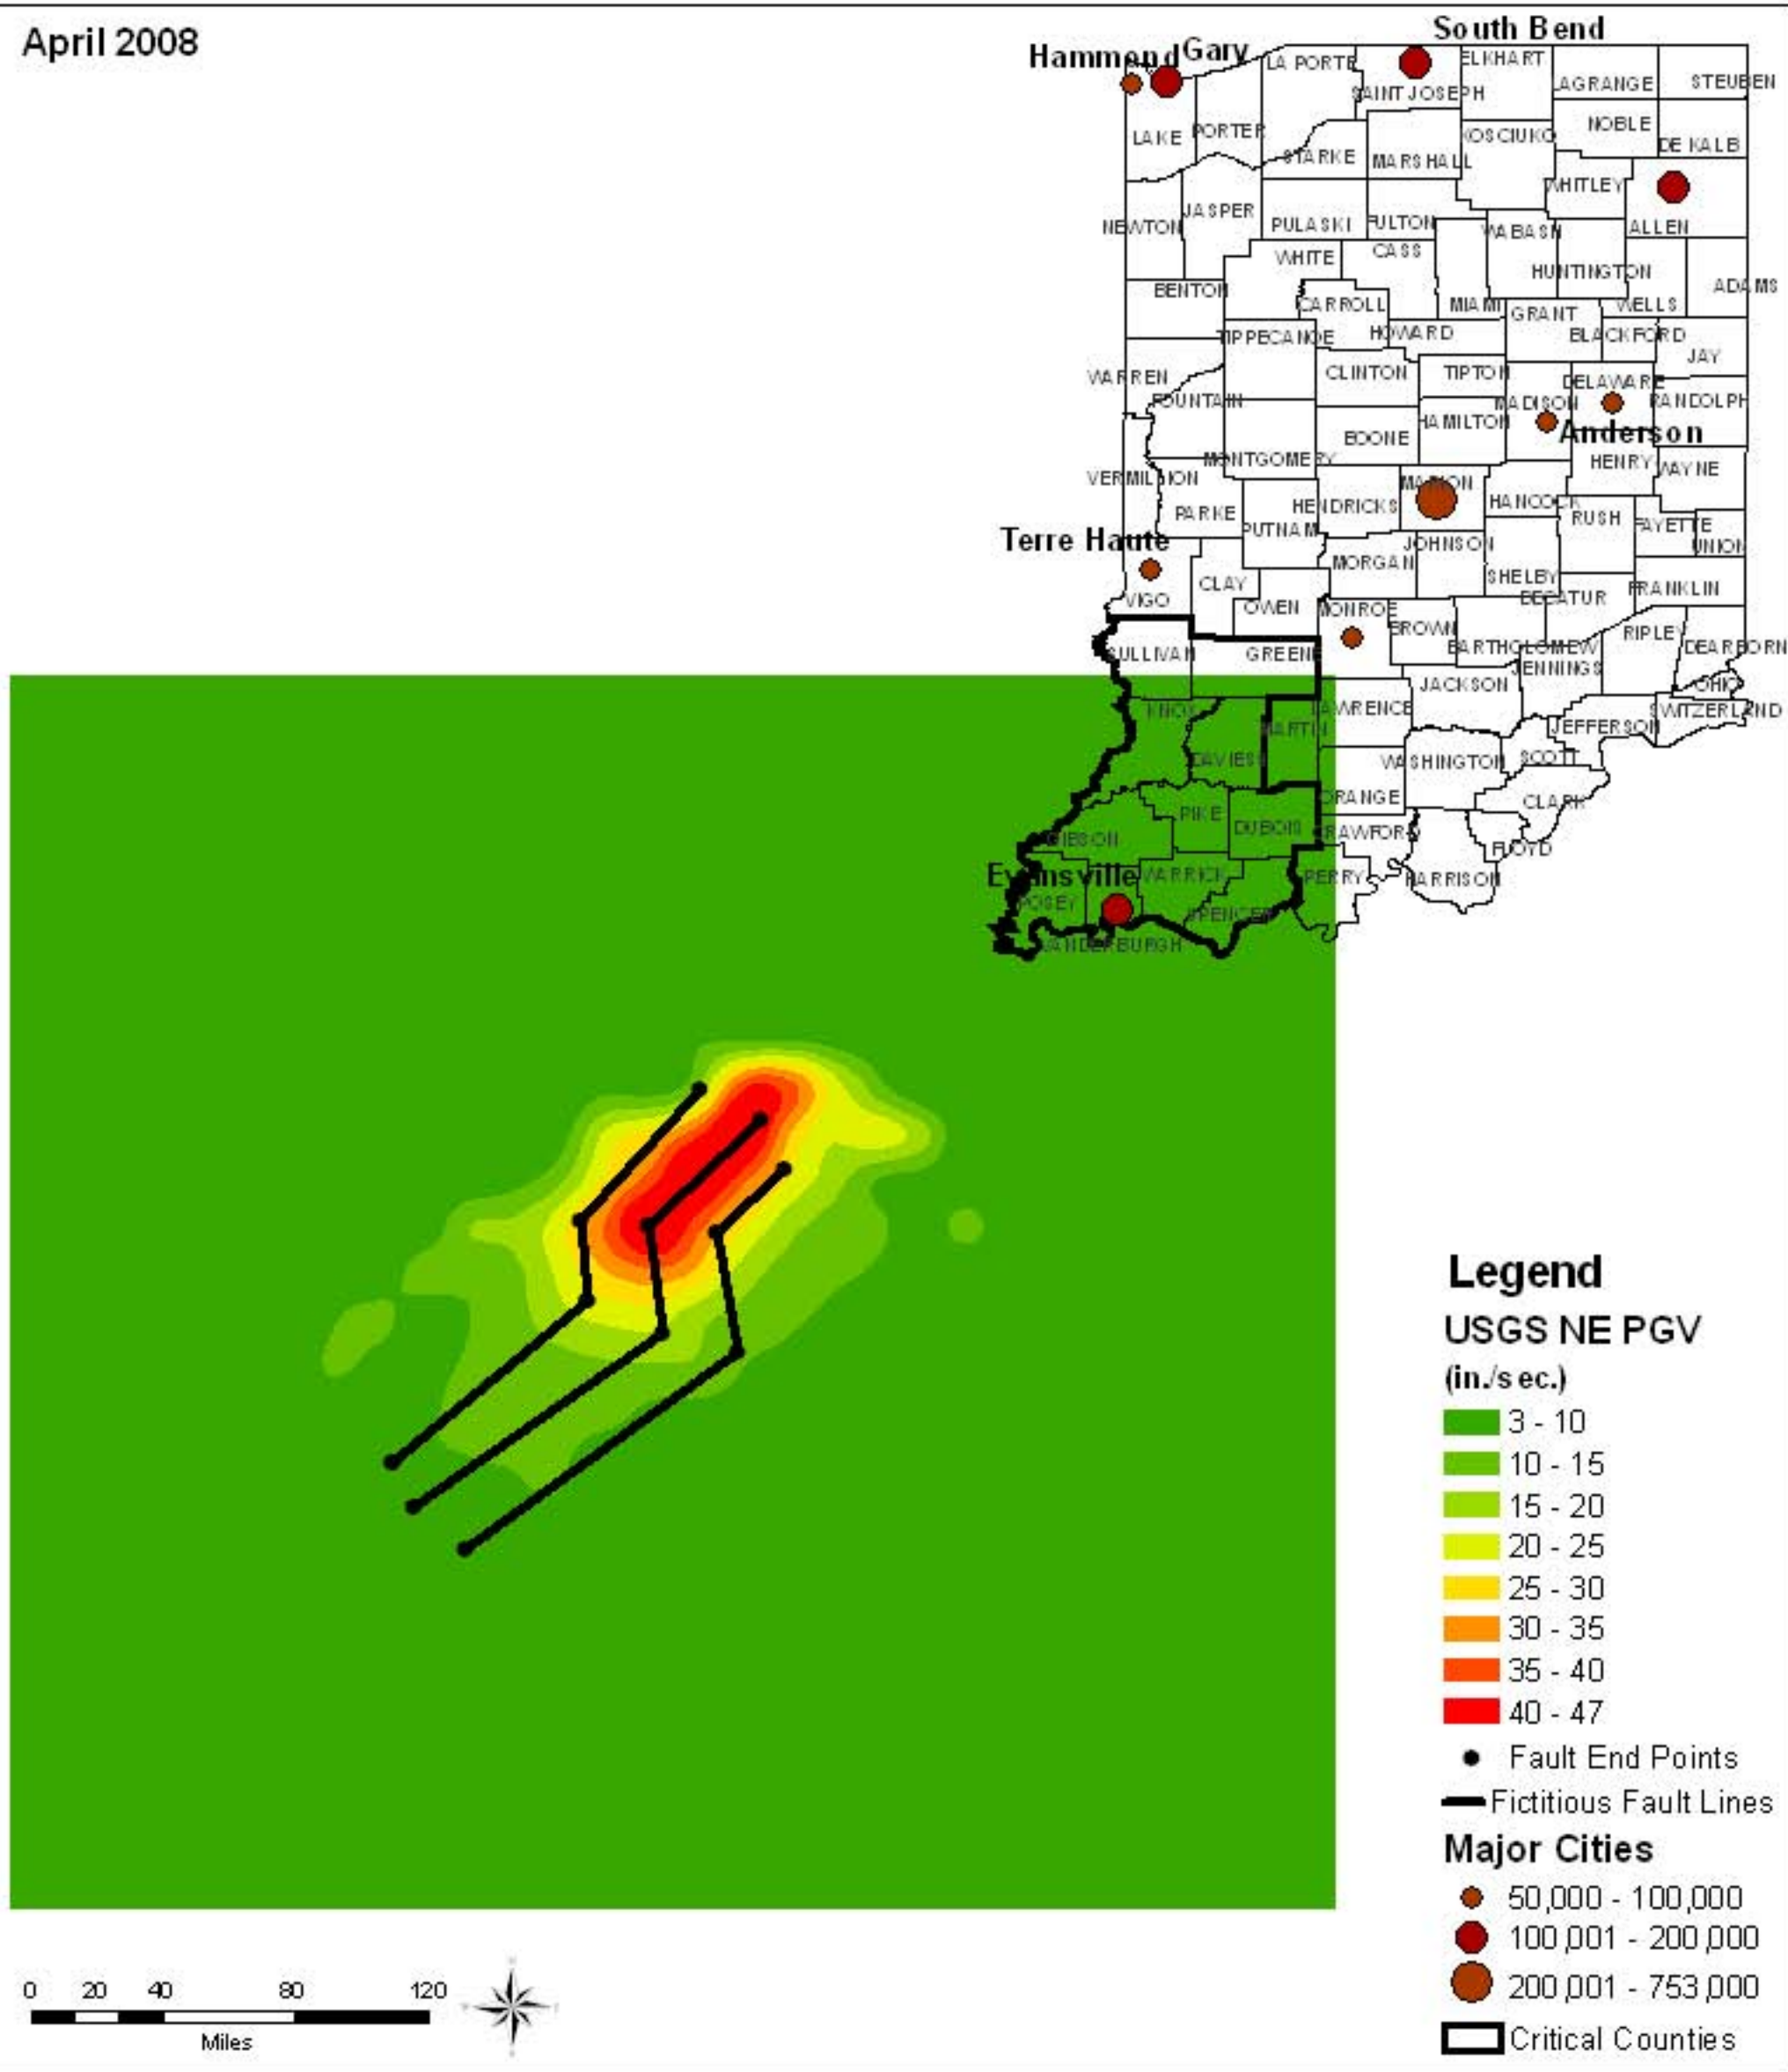 April 2008
South Bend
Hammond
Gary
LA PORTE
ELKHART
LAGRANGE
STEUBEN
SAINT JOSEPH
LAKE
PORTER
STARKE
MARSHALL
KOSCIUKO
NOBLE
DE KALB
WHITLEY
NEWTON
JASPER
PULASKI
FULTON
WABASH
ALLEN
WHITE
CASS
HUNTINGTON
ADAMS
BENTON
CARROLL
MIAMI
GRANT
WELLS
TIPPECANOE
HOWARD
BLACKFORD
JAY
WARREN
CLINTON
TIPTON
DELAWARE
FOUNTAIN
MADISON
RANDOLPH
BOONE
HAMILTON
Anderson
MONTGOMERY
HENRY
WAYNE
VERMILLION
PARKE
HENDRICKS
MARION
HANCOCK
RUSH
FAYETTE
PUTNAM
UNION
Terre Haute
MORGAN
JOHNSON
SHELBY
VIGO
CLAY
OWEN
MONROE
DECATUR
FRANKLIN
BROWN
BARTHOLOMEW
RIPLEY
DEARBORN
SULLIVAN
GREENE
JENNINGS
JACKSON
OHIO
KNOX
LAWRENCE
SWITZERLAND
MARTIN
JEFFERSON
DAVIESS
WASHINGTON
SCOTT
ORANGE
CLARK
PIKE
DUBOIS
CRAWFORD
GIBSON
FLOYD
Evansville
WARRICK
PERRY
HARRISON
POSEY
SPENCER
VANDERBURGH
Legend
USGS NE PGV
(in./sec.)
3 - 10
10 - 15
15 - 20
20 - 25
25 - 30
30 - 35
35 - 40
40 - 47
Fault End Points
Fictitious Fault Lines
Major Cities
50,000 - 100,000
100,001 - 200,000
200,001 - 753,000
Critical Counties
0 20 40 80 120
Miles